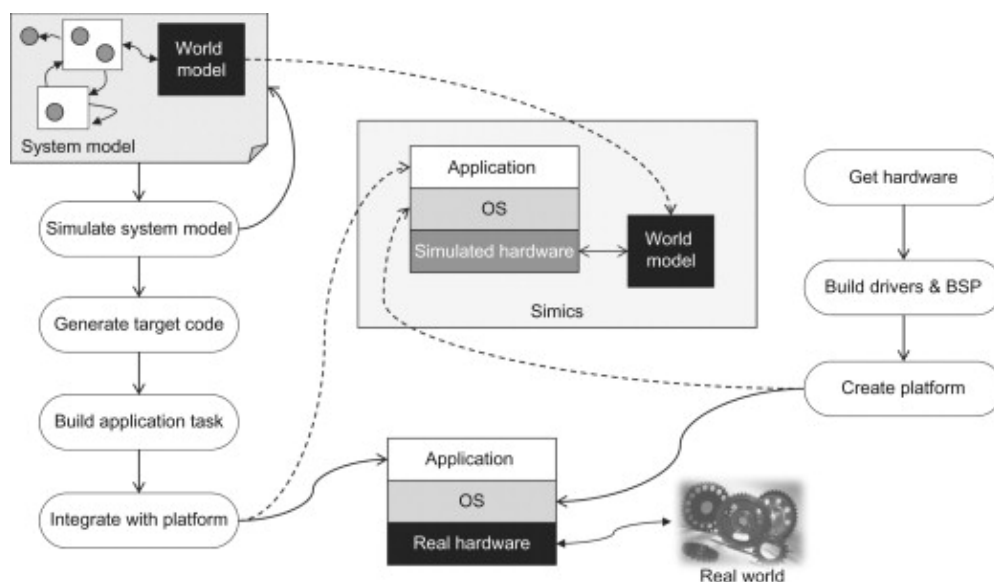 World
model
System model
Simulate system model
Generate target code
Build application task
Integrate with platform
Application
OS
Simulated hardware
World
model
Simics
Get hardware
Build drivers & BSP
Create platform
Application
OS
Real hardware
Real world